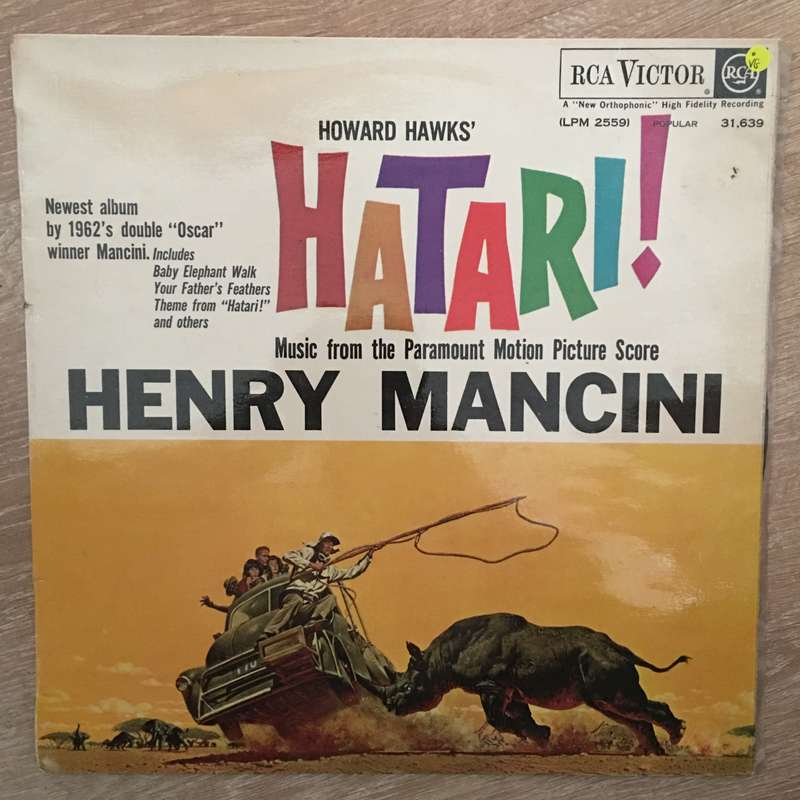 RCA VICTOR
RCA
VG
A "New Orthophonic" High Fidelity Recording
(LPM 2559) POPULAR 31,639
HOWARD HAWKS'
HATARI!
Newest album
by 1962's double "Oscar"
winner Mancini. Includes
Baby Elephant Walk
Your Father's Feathers
Theme from "Hatari!"
and others
Music from the Paramount Motion Picture Score
HENRY MANCINI